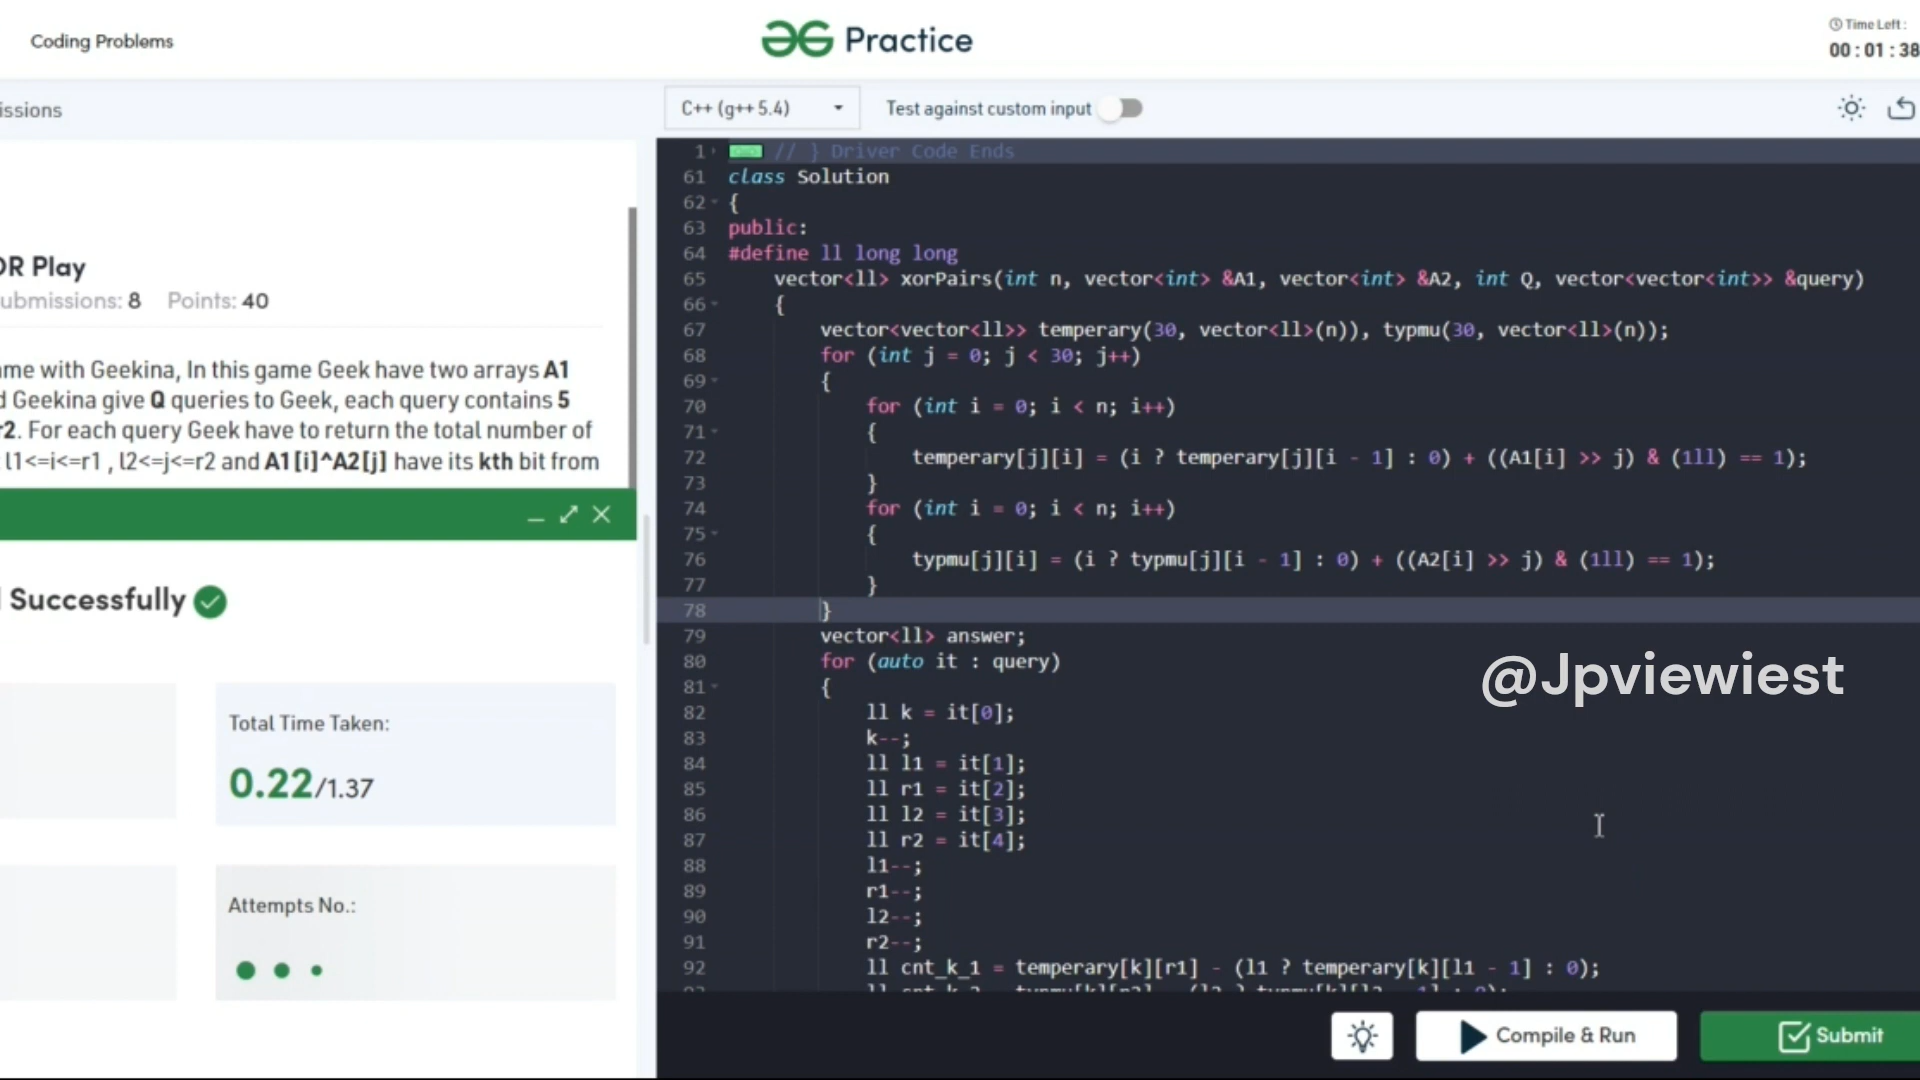 Coding Problems
Practice
Time Left :
00 : 01 : 38
issions
C++ (g++ 5.4)
Test against custom input
OR Play
ubmissions: 8 Points: 40
ame with Geekina, In this game Geek have two arrays A1
d Geekina give Q queries to Geek, each query contains 5
r2. For each query Geek have to return the total number of
l1<=i<=r1 , l2<=j<=r2 and A1[i]^A2[j] have its kth bit from
Successfully
Total Time Taken:
0.22/1.37
Attempts No.:
1 // } Driver Code Ends
61 class Solution
62 {
63 public:
64 #define ll long long
65 vector<ll> xorPairs(int n, vector<int> &A1, vector<int> &A2, int Q, vector<vector<int>> &query)
66 {
67 vector<vector<ll>> temperary(30, vector<ll>(n)), typmu(30, vector<ll>(n));
68 for (int j = 0; j < 30; j++)
69 {
70 for (int i = 0; i < n; i++)
71 {
72 temperary[j][i] = (i ? temperary[j][i - 1] : 0) + ((A1[i] >> j) & (1ll) == 1);
73 }
74 for (int i = 0; i < n; i++)
75 {
76 typmu[j][i] = (i ? typmu[j][i - 1] : 0) + ((A2[i] >> j) & (1ll) == 1);
77 }
78 }
79 vector<ll> answer;
80 for (auto it : query)
81 {
82 ll k = it[0];
83 k--;
84 ll l1 = it[1];
85 ll r1 = it[2];
86 ll l2 = it[3];
87 ll r2 = it[4];
88 l1--;
89 r1--;
90 l2--;
91 r2--;
92 ll cnt_k_1 = temperary[k][r1] - (l1 ? temperary[k][l1 - 1] : 0);
@Jpviewiest
Compile & Run
Submit